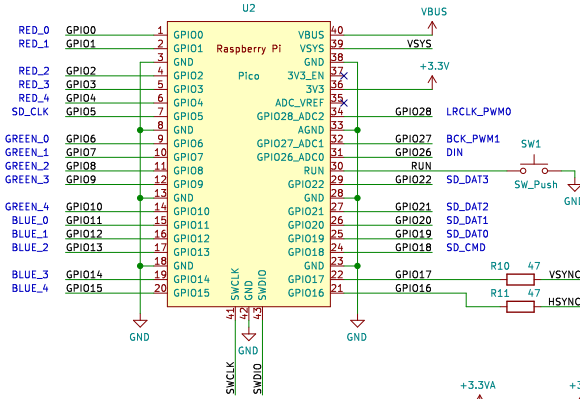 U2
VBUS
RED_0 GPIO0 1 GPIO0 VBUS 40
RED_1 GPIO1 2 GPIO1 Raspberry Pi VSYS 39 VSYS
3 GND GND 38
+3.3V
RED_2 GPIO2 4 GPIO2 Pico 3V3_EN 37
RED_3 GPIO3 5 GPIO3 3V3 36
RED_4 GPIO4 6 GPIO4 ADC_VREF 35
SD_CLK GPIO5 7 GPIO5 GPIO28_ADC2 34 GPIO28 LRCLK_PWM0
8 GND AGND 33
GREEN_0 GPIO6 9 GPIO6 GPIO27_ADC1 32 GPIO27 BCK_PWM1
GREEN_1 GPIO7 10 GPIO7 GPIO26_ADC0 31 GPIO26 DIN
SW1
GREEN_2 GPIO8 11 GPIO8 RUN 30 RUN
GREEN_3 GPIO9 12 GPIO9 GPIO22 29 GPIO22 SD_DAT3 SW_Push
13 GND GND 28 GND
GREEN_4 GPIO10 14 GPIO10 GPIO21 27 GPIO21 SD_DAT2
BLUE_0 GPIO11 15 GPIO11 GPIO20 26 GPIO20 SD_DAT1
BLUE_1 GPIO12 16 GPIO12 GPIO19 25 GPIO19 SD_DAT0
BLUE_2 GPIO13 17 GPIO13 GPIO18 24 GPIO18 SD_CMD
18 GND GND 23
R10 47
BLUE_3 GPIO14 19 GPIO14 GPIO17 22 GPIO17 VSYNC
BLUE_4 GPIO15 20 GPIO15 GPIO16 21 GPIO16
R11 47 HSYNC
SWCLK GND SWDIO
41 42 43
GND GND GND
SWCLK SWDIO
+3.3VA +3